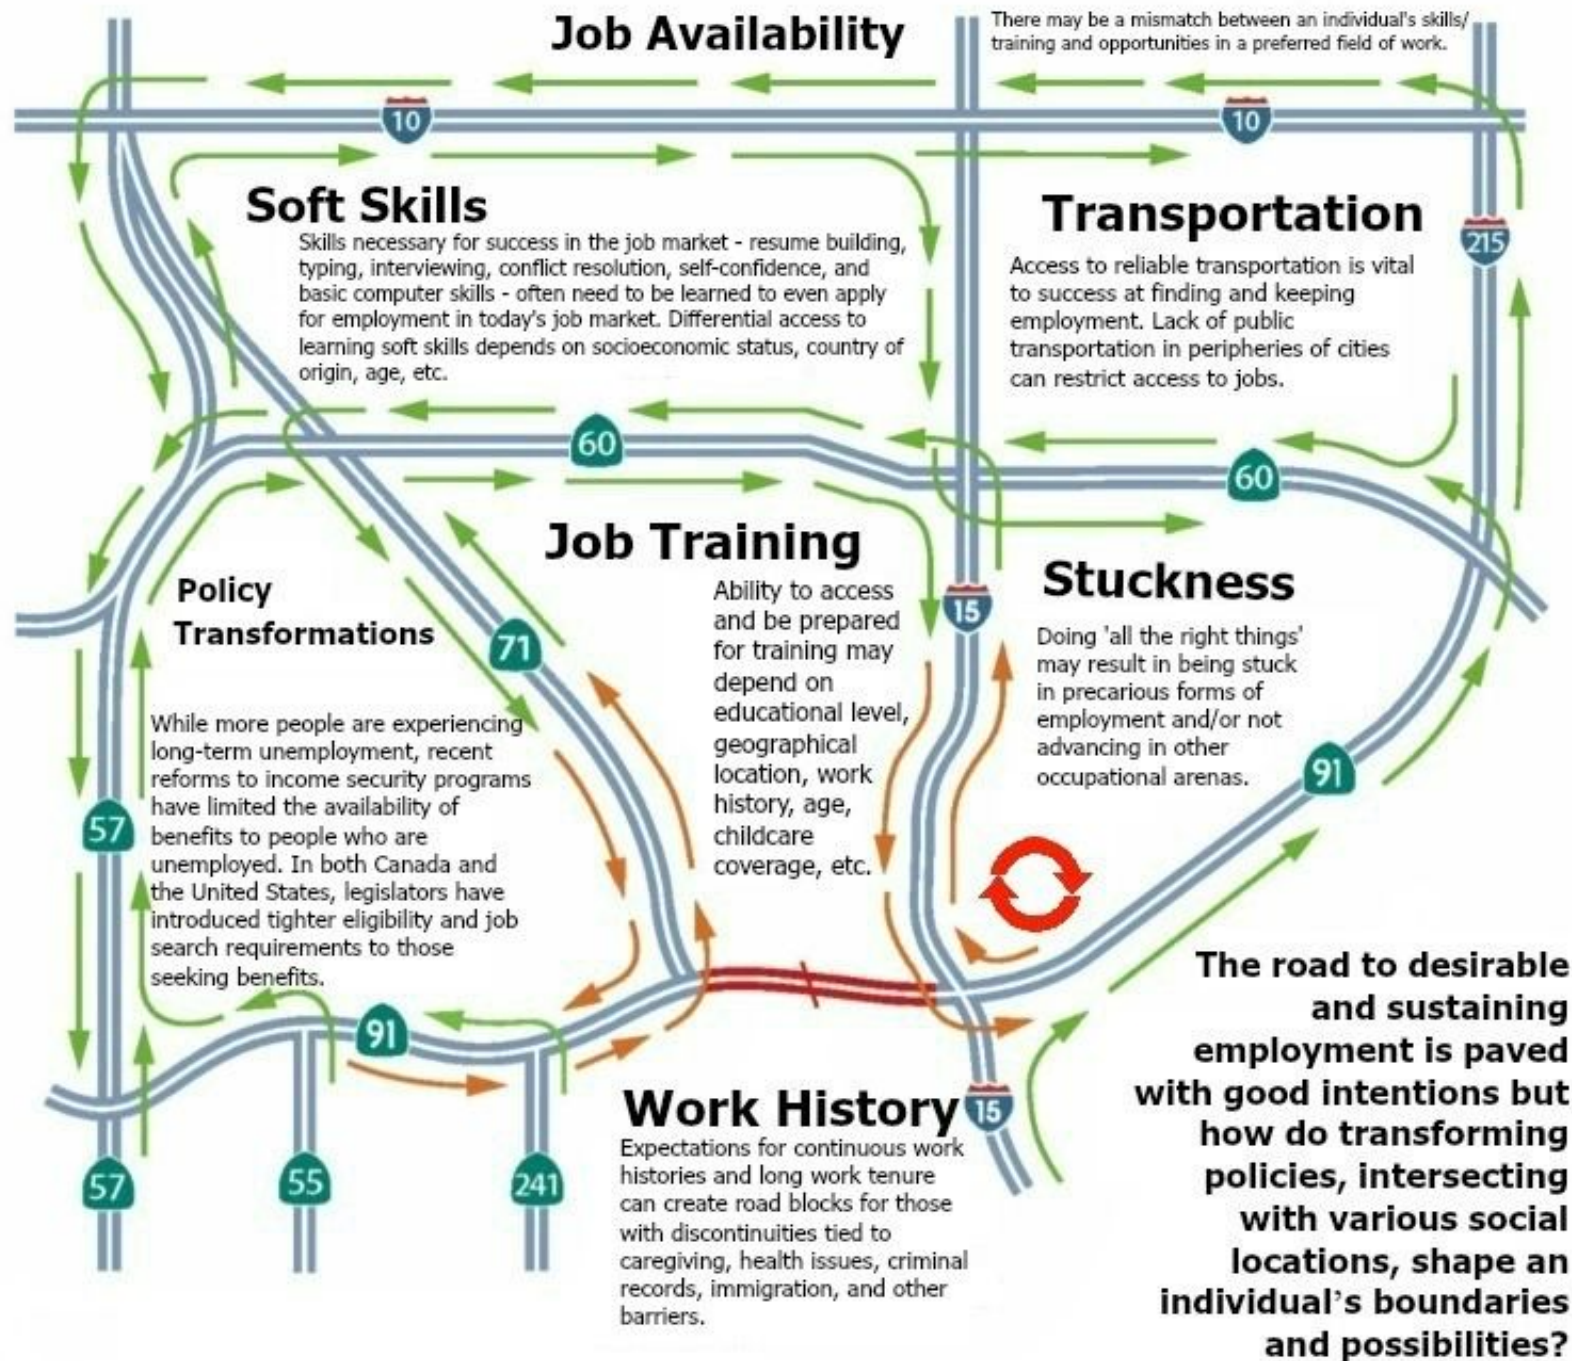 Job Availability
There may be a mismatch between an individual's skills/
training and opportunities in a preferred field of work.
10
10
Soft Skills
Skills necessary for success in the job market - resume building,
typing, interviewing, conflict resolution, self-confidence, and
basic computer skills - often need to be learned to even apply
for employment in today's job market. Differential access to
learning soft skills depends on socioeconomic status, country of
origin, age, etc.
Transportation
Access to reliable transportation is vital
to success at finding and keeping
employment. Lack of public
transportation in peripheries of cities
can restrict access to jobs.
215
60
60
Job Training
Ability to access
and be prepared
for training may
depend on
educational level,
geographical
location, work
history, age,
childcare
coverage, etc.
15
Stuckness
Doing 'all the right things'
may result in being stuck
in precarious forms of
employment and/or not
advancing in other
occupational arenas.
Policy
Transformations
71
While more people are experiencing
long-term unemployment, recent
reforms to income security programs
have limited the availability of
benefits to people who are
unemployed. In both Canada and
the United States, legislators have
introduced tighter eligibility and job
search requirements to those
seeking benefits.
57
91
91
Work History
Expectations for continuous work
histories and long work tenure
can create road blocks for those
with discontinuities tied to
caregiving, health issues, criminal
records, immigration, and other
barriers.
15
57
55
241
The road to desirable
and sustaining
employment is paved
with good intentions but
how do transforming
policies, intersecting
with various social
locations, shape an
individual’s boundaries
and possibilities?